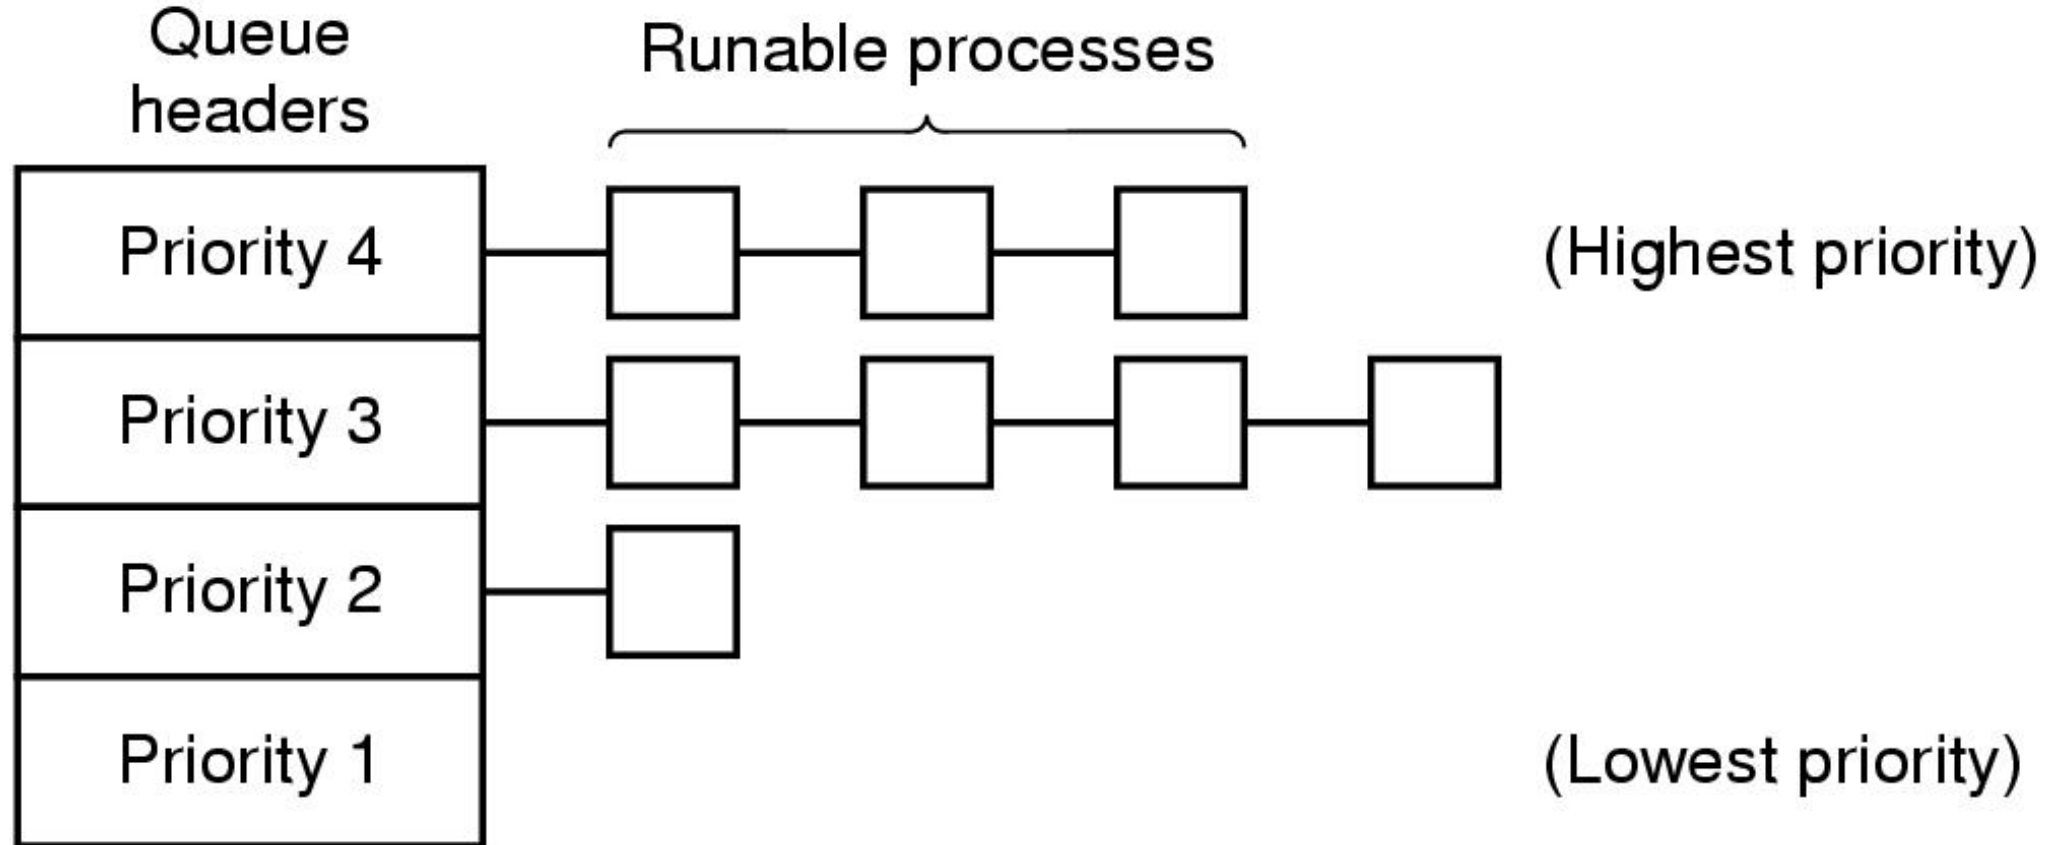 Queue
headers
Runable processes
Priority 4
(Highest priority)
Priority 3
Priority 2
Priority 1
(Lowest priority)